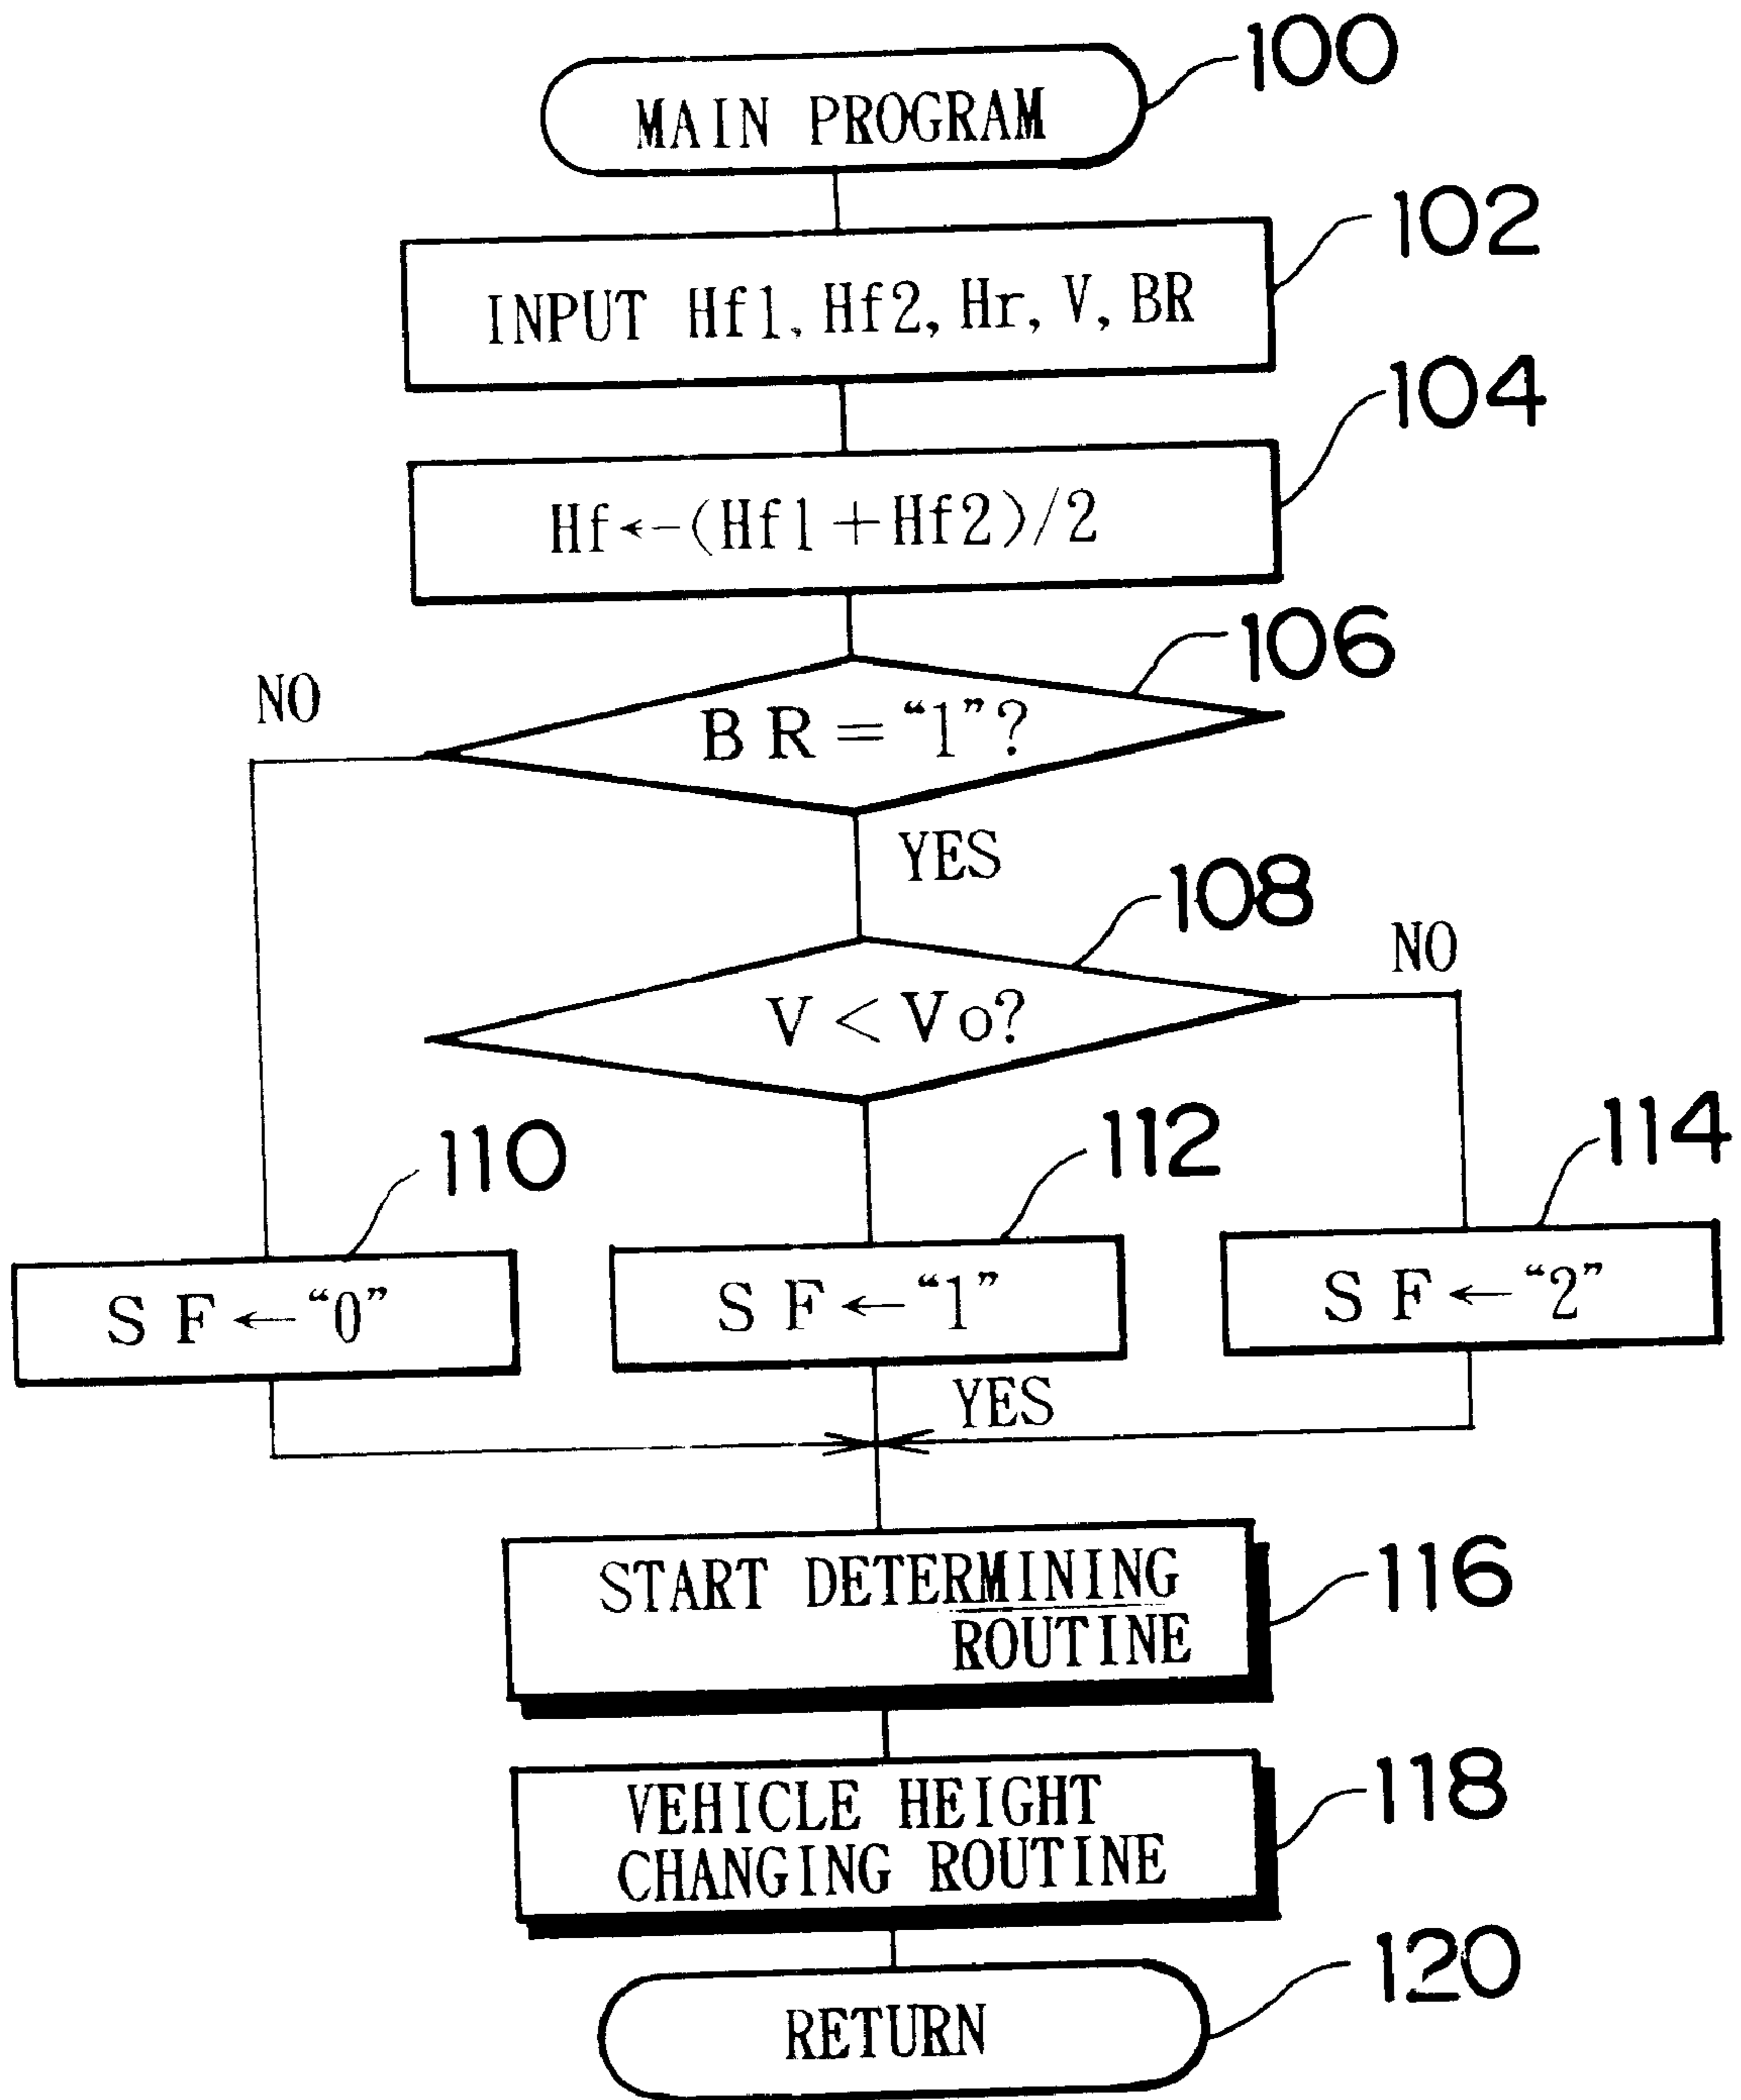 MAIN PROGRAM
100
INPUT Hf1, Hf2, Hr, V, BR
102
Hf←(Hf1+Hf2)/2
104
106
NO
BR="1"?
YES
108
NO
V<Vo?
110
112
114
SF←"0"
SF←"1"
SF←"2"
YES
START DETERMINING
ROUTINE
116
VEHICLE HEIGHT
CHANGING ROUTINE
118
RETURN
120